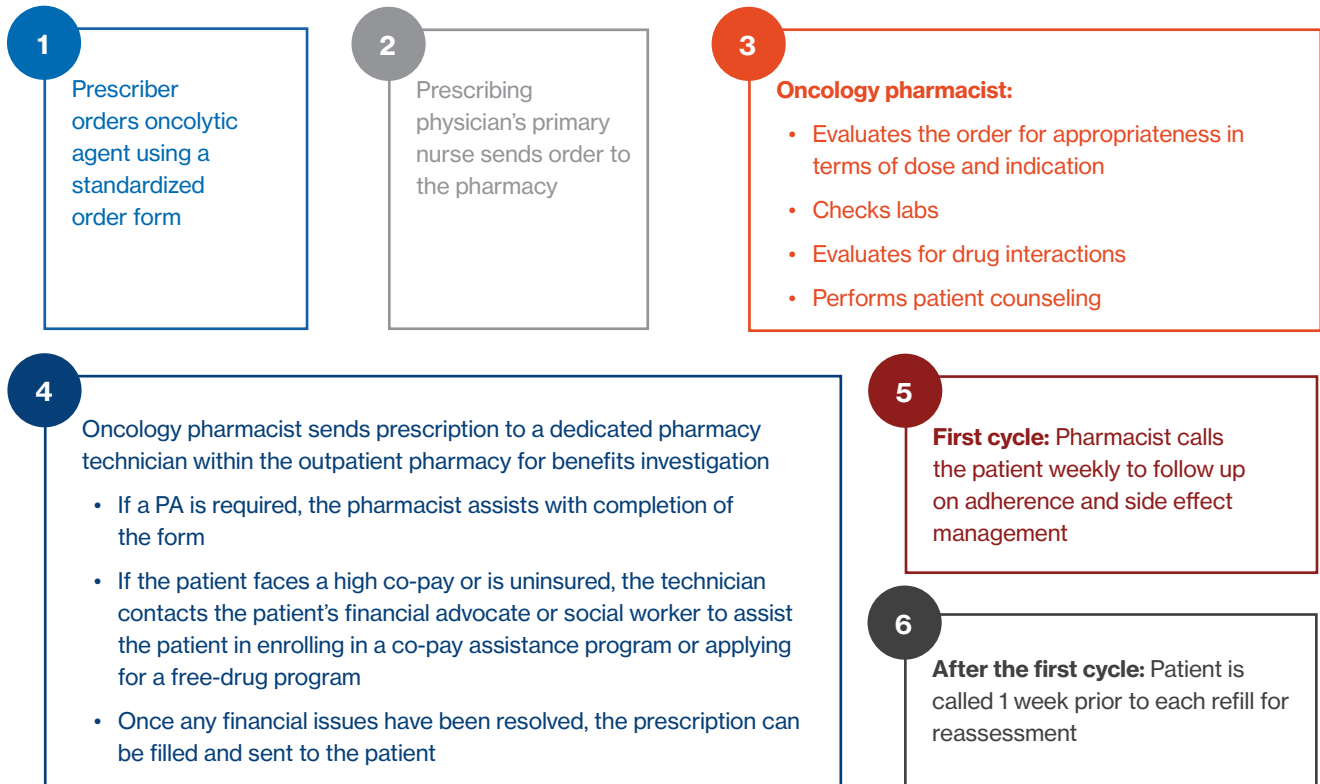 1
Prescriber
orders oncolytic
agent using a
standardized
order form
2
Prescribing
physician’s primary
nurse sends order to
the pharmacy
3
Oncology pharmacist:
• Evaluates the order for appropriateness in
terms of dose and indication
• Checks labs
• Evaluates for drug interactions
• Performs patient counseling
4
Oncology pharmacist sends prescription to a dedicated pharmacy
technician within the outpatient pharmacy for benefits investigation
• If a PA is required, the pharmacist assists with completion of
the form
• If the patient faces a high co-pay or is uninsured, the technician
contacts the patient’s financial advocate or social worker to assist
the patient in enrolling in a co-pay assistance program or applying
for a free-drug program
• Once any financial issues have been resolved, the prescription can
be filled and sent to the patient
5
First cycle: Pharmacist calls
the patient weekly to follow up
on adherence and side effect
management
6
After the first cycle: Patient is
called 1 week prior to each refill for
reassessment